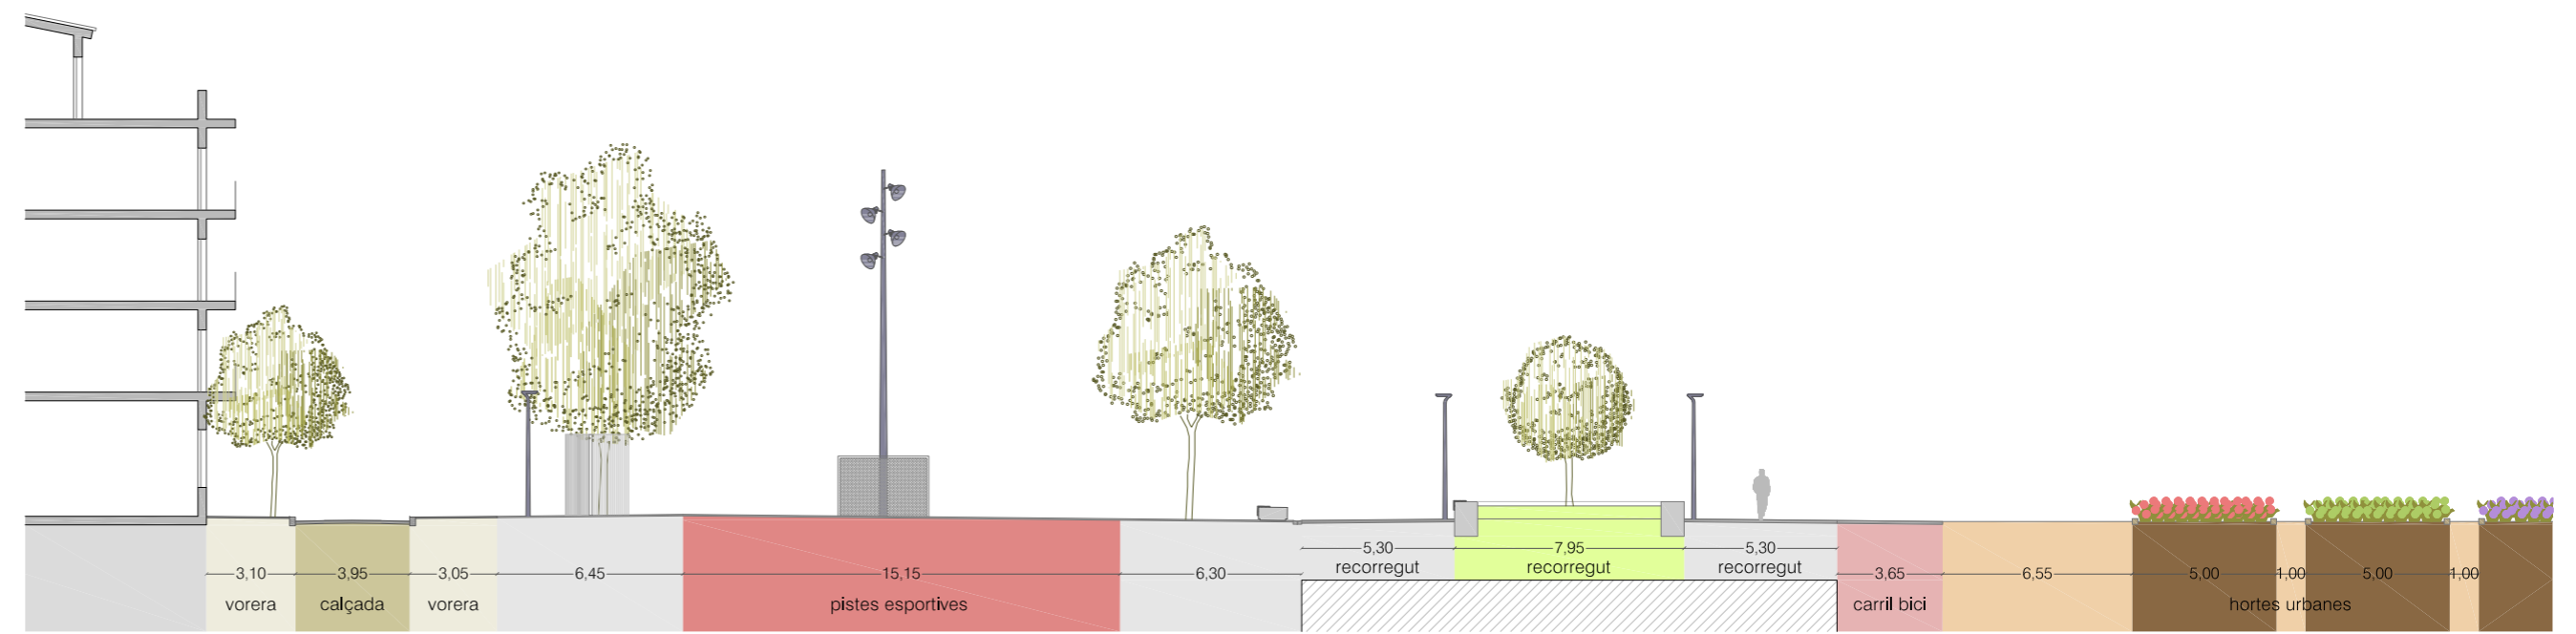 5,30 7,95 5,30
recorregut recorregut recorregut
3,10 3,95 3,05 6,45 15,15 6,30 3,65 6,55 5,00 1,00 5,00 1,00
vorera calçada vorera pistes esportives carril bici hortes urbanes